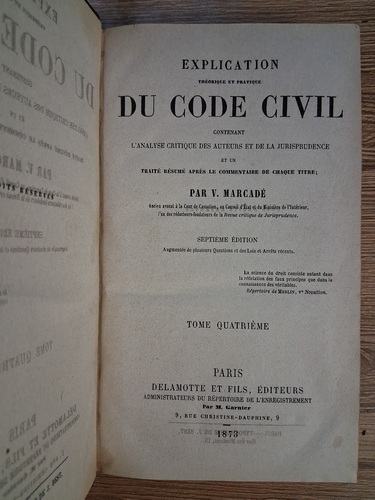 EXPLICATION
THÉORIQUE ET PRATIQUE
DU CODE CIVIL
CONTENANT
L'ANALYSE CRITIQUE DES AUTEURS ET DE LA JURISPRUDENCE
ET UN
TRAITÉ RÉSUMÉ APRÈS LE COMMENTAIRE DE CHAQUE TITRE;
PAR V. MARCADÉ
Ancien avocat à la Cour de Cassation, au Conseil d'État et du Ministère de l'Intérieur,
l'un des rédacteurs-fondateurs de la Revue critique de Jurisprudence.
SEPTIÈME ÉDITION
Augmentée de plusieurs Questions et des Lois et Arrêts récents.
La science du droit consiste autant dans
la réfutation des faux principes que dans la
connaissance des véritables.
Répertoire de MERLIN, vº Novation.
TOME QUATRIÈME
PARIS
DELAMOTTE ET FILS, ÉDITEURS
ADMINISTRATEURS DU RÉPERTOIRE DE L'ENREGISTREMENT
Par M. Garnier
9, RUE CHRISTINE-DAUPHINE, 9
1873